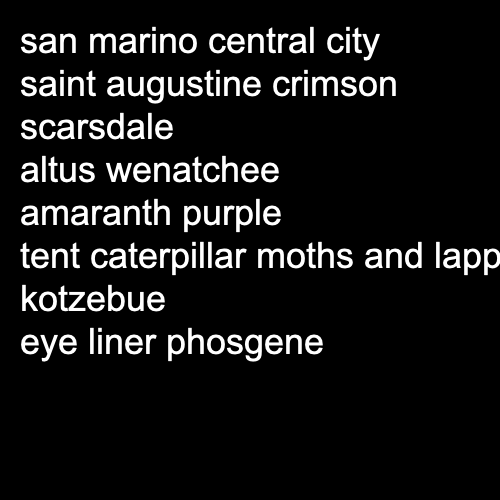 san marino central city
saint augustine crimson
scarsdale
altus wenatchee
amaranth purple
tent caterpillar moths and lapp
kotzebue
eye liner phosgene